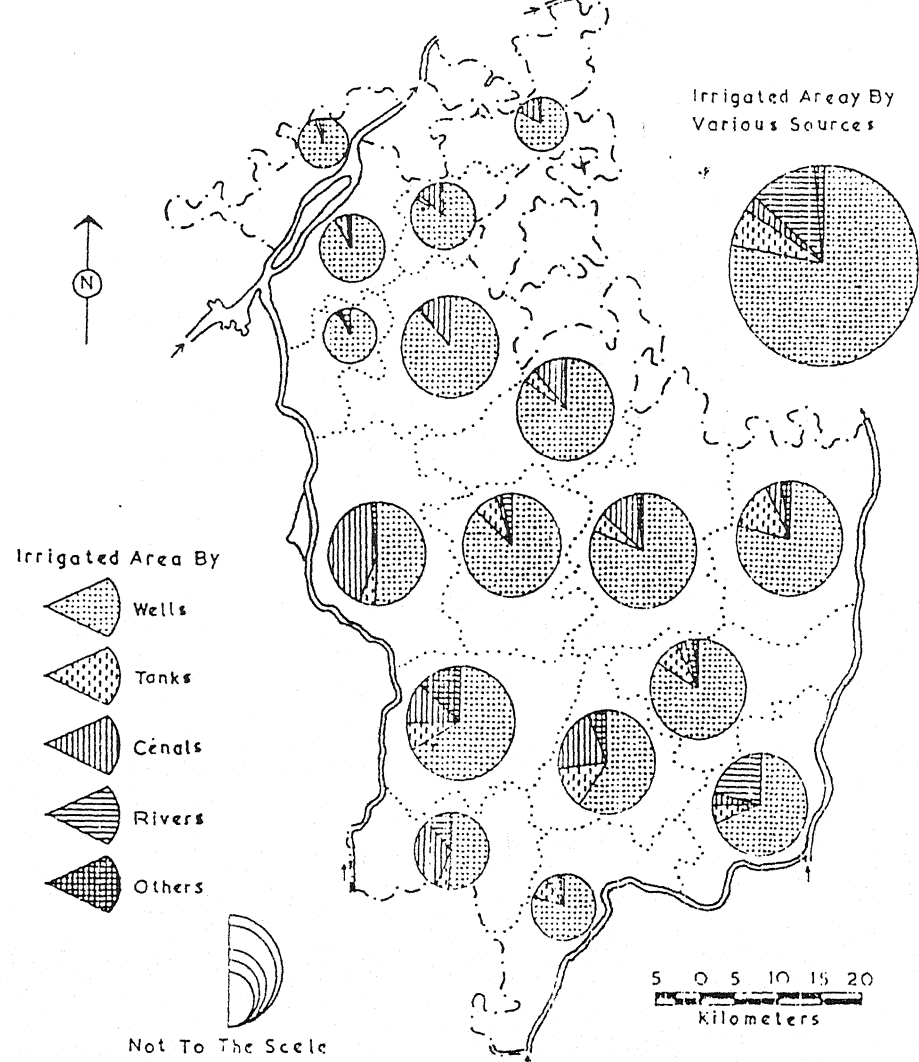 Irrigated Areay By
Various Sources
N
Irrigated Area By
Wells
Tanks
Cénals
Rivers
Others
Not To The Scele
5 0 5 10 15 20
Kilometers